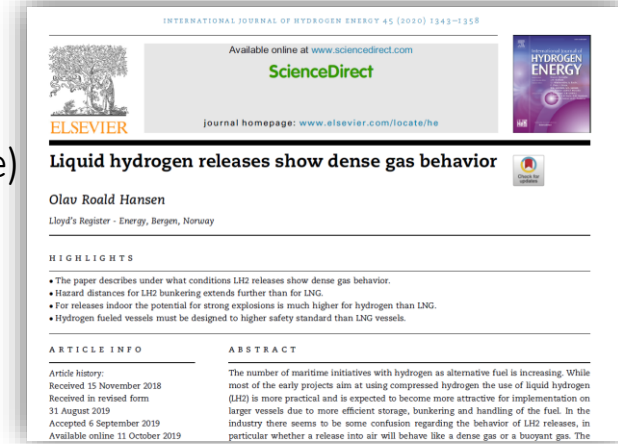 INTERNATIONAL JOURNAL OF HYDROGEN ENERGY 45 (2020) 1343–1358
Available online at www.sciencedirect.com
ScienceDirect
journal homepage: www.elsevier.com/locate/he
ELSEVIER
International Journal of
HYDROGEN
ENERGY
e)
Liquid hydrogen releases show dense gas behavior
Check for
updates
Olav Roald Hansen
Lloyd's Register - Energy, Bergen, Norway
HIGHLIGHTS
• The paper describes under what conditions LH2 releases show dense gas behavior.
• Hazard distances for LH2 bunkering extends further than for LNG.
• For releases indoor the potential for strong explosions is much higher for hydrogen than LNG.
• Hydrogen fueled vessels must be designed to higher safety standard than LNG vessels.
ARTICLE INFO
Article history:
Received 15 November 2018
Received in revised form
31 August 2019
Accepted 6 September 2019
Available online 11 October 2019
ABSTRACT
The number of maritime initiatives with hydrogen as alternative fuel is increasing. While
most of the early projects aim at using compressed hydrogen the use of liquid hydrogen
(LH2) is more practical and is expected to become more attractive for implementation on
larger vessels due to more efficient storage, bunkering and handling of the fuel. In the
industry there seems to be some confusion regarding the behavior of LH2 releases, in
particular whether a release into air will behave like a dense gas or a buoyant gas. The